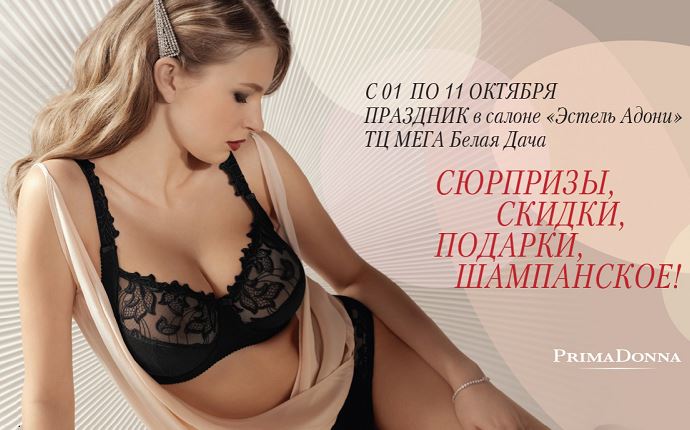 С 01 ПО 11 ОКТЯБРЯ
ПРАЗДНИК в салоне «Эстель Адони»
ТЦ МЕГА Белая Дача
СЮРПРИЗЫ,
СКИДКИ,
ПОДАРКИ,
ШАМПАНСКОЕ!
PRIMADONNA